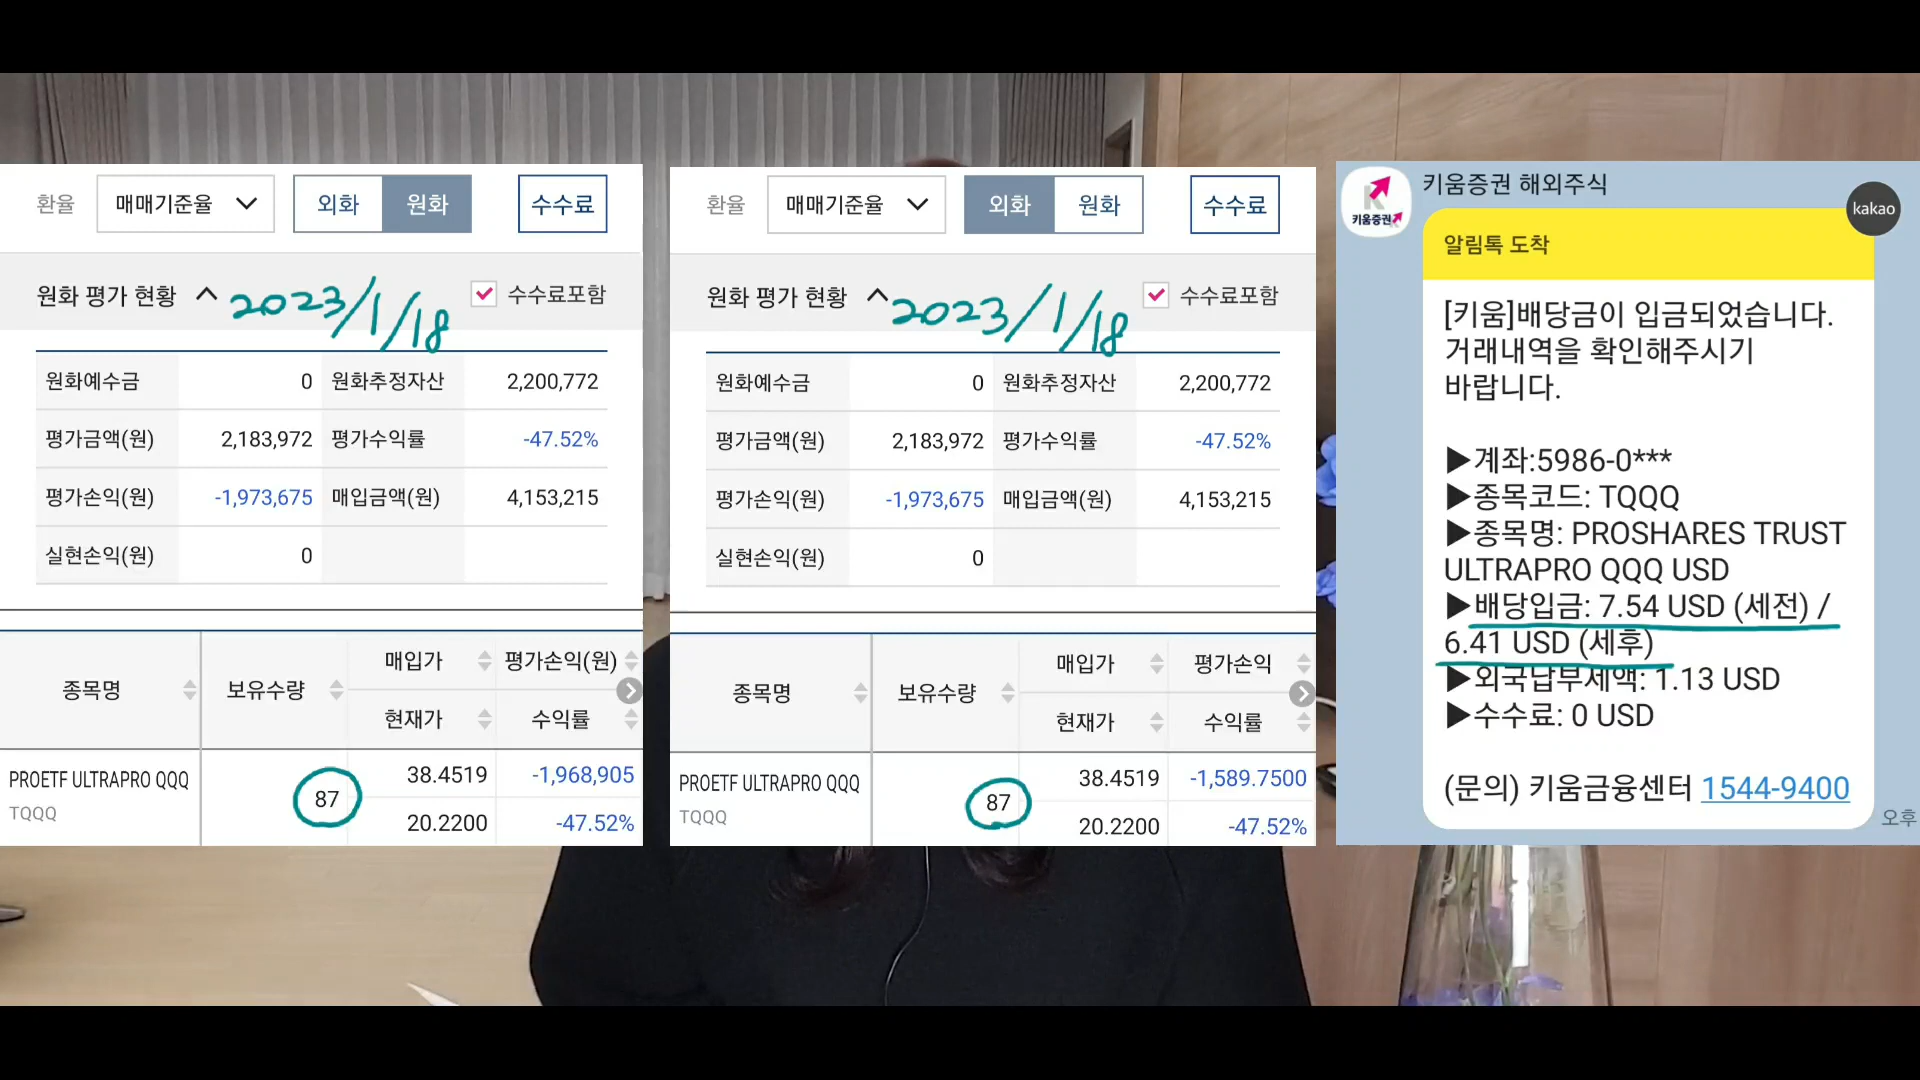 환율 매매기준율 외화 원화 수수료
원화 평가 현황 2023/1/18 수수료포함
원화예수금 0 원화추정자산 2,200,772
평가금액(원) 2,183,972 평가수익률 -47.52%
평가손익(원) -1,973,675 매입금액(원) 4,153,215
실현손익(원) 0
종목명 보유수량 매입가 평가손익(원)
현재가 수익률
PROETF ULTRAPRO QQQ 87 38.4519 -1,968,905
TQQQ 20.2200 -47.52%
환율 매매기준율 외화 원화 수수료
원화 평가 현황 2023/1/18 수수료포함
원화예수금 0 원화추정자산 2,200,772
평가금액(원) 2,183,972 평가수익률 -47.52%
평가손익(원) -1,973,675 매입금액(원) 4,153,215
실현손익(원) 0
종목명 보유수량 매입가 평가손익
현재가 수익률
PROETF ULTRAPRO QQQ 87 38.4519 -1,589.7500
TQQQ 20.2200 -47.52%
키움증권
키움증권 해외주식
kakao
알림톡 도착
[키움]배당금이 입금되었습니다.
거래내역을 확인해주시기
바랍니다.
▶계좌:5986-0***
▶종목코드: TQQQ
▶종목명: PROSHARES TRUST
ULTRAPRO QQQ USD
▶배당입금: 7.54 USD (세전) /
6.41 USD (세후)
▶외국납부세액: 1.13 USD
▶수수료: 0 USD
(문의) 키움금융센터 1544-9400
오후